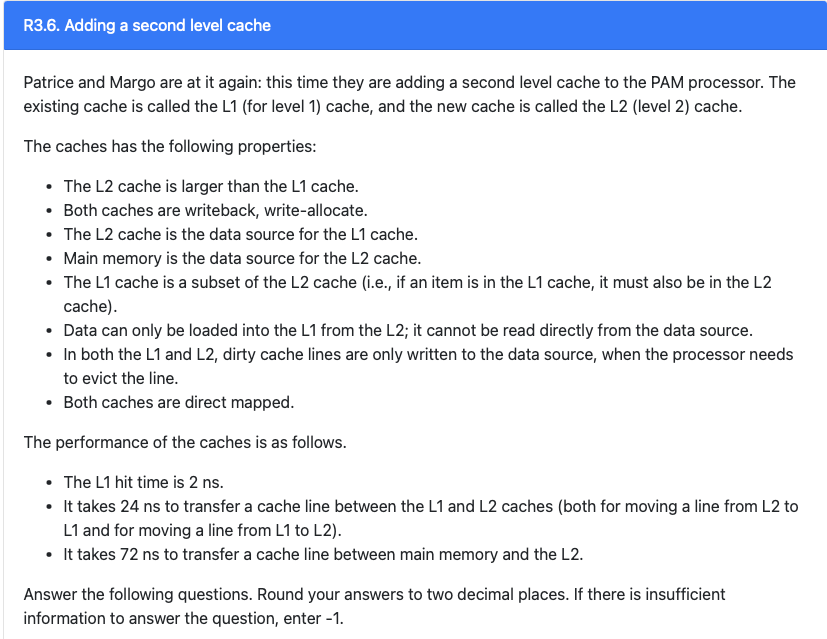 R3.6. Adding a second level cache
Patrice and Margo are at it again: this time they are adding a second level cache to the PAM processor. The
existing cache is called the L1 (for level 1) cache, and the new cache is called the L2 (level 2) cache.
The caches has the following properties:
• The L2 cache is larger than the L1 cache.
• Both caches are writeback, write-allocate.
• The L2 cache is the data source for the L1 cache.
• Main memory is the data source for the L2 cache.
• The L1 cache is a subset of the L2 cache (i.e., if an item is in the L1 cache, it must also be in the L2
cache).
• Data can only be loaded into the L1 from the L2; it cannot be read directly from the data source.
• In both the L1 and L2, dirty cache lines are only written to the data source, when the processor needs
to evict the line.
• Both caches are direct mapped.
The performance of the caches is as follows.
• The L1 hit time is 2 ns.
• It takes 24 ns to transfer a cache line between the L1 and L2 caches (both for moving a line from L2 to
L1 and for moving a line from L1 to L2).
• It takes 72 ns to transfer a cache line between main memory and the L2.
Answer the following questions. Round your answers to two decimal places. If there is insufficient
information to answer the question, enter -1.